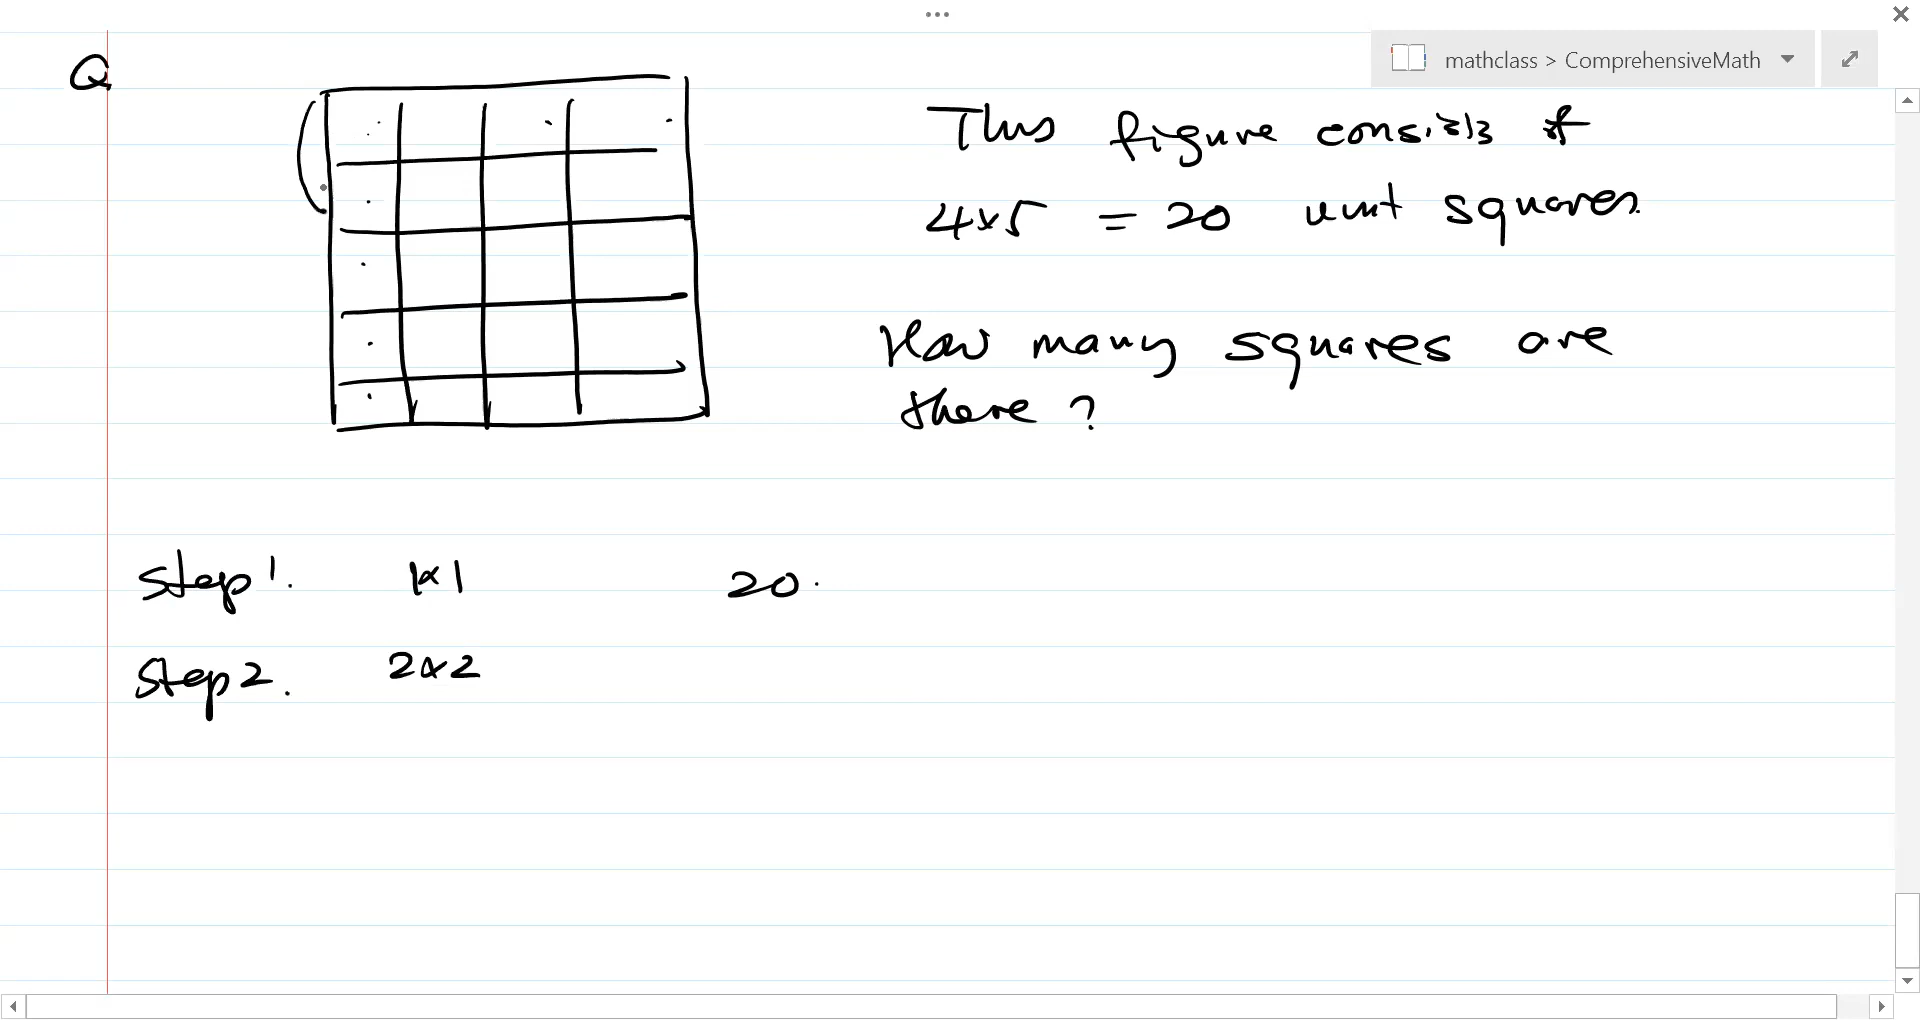 mathclass > ComprehensiveMath
Q
This figure consists of
4x5 = 20 unit squares.
How many squares are
there ?
Step 1. 1x1 20.
Step 2. 2x2